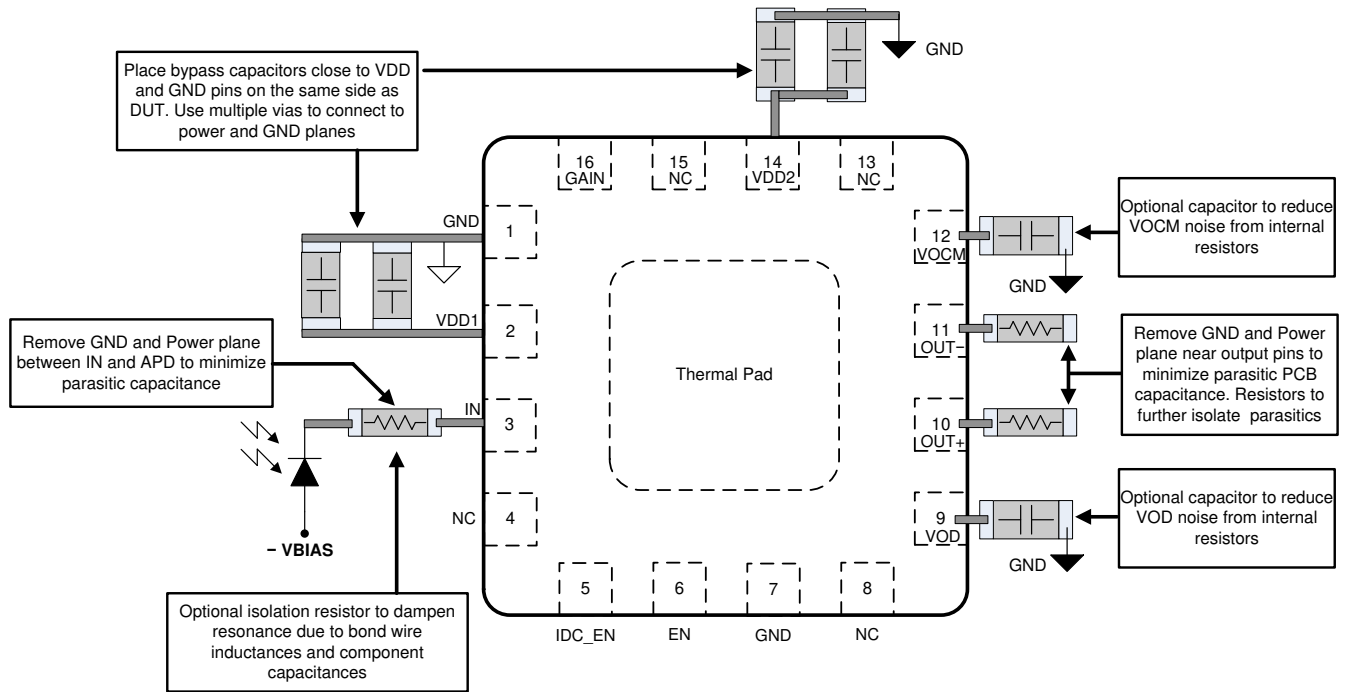 Place bypass capacitors close to VDD
and GND pins on the same side as
DUT. Use multiple vias to connect to
power and GND planes
GND
16
GAIN
15
NC
14
VDD2
13
NC
GND
1
VDD1
2
IN
3
NC
4
12
VOCM
11
OUT−
10
OUT+
9
VOD
Thermal Pad
Optional capacitor to reduce
VOCM noise from internal
resistors
GND
Remove GND and Power plane
between IN and APD to minimize
parasitic capacitance
Remove GND and Power
plane near output pins to
minimize parasitic PCB
capacitance. Resistors to
further isolate parasitics
− VBIAS
Optional capacitor to reduce
VOD noise from internal
resistors
GND
5
6
7
8
IDC_EN
EN
GND
NC
Optional isolation resistor to dampen
resonance due to bond wire
inductances and component
capacitances